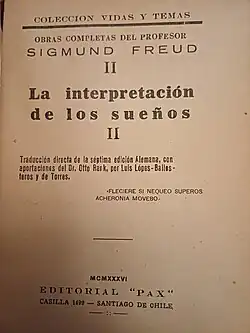 COLECCION VIDAS Y TEMAS
OBRAS COMPLETAS DEL PROFESOR
SIGMUND FREUD
II
La interpretación
de los sueños
II
Traducción directa de la séptima edición Alemana, con
aportaciones del Dr. Otto Rank, por Luis López-Balles-
teros y de Torres.
«FLECIERE SI NEQUEO SUPEROS
ACHERONIA MOVEBO»
MCMXXXVI
EDITORIAL "PAX"
CASILLA 1499 — SANTIAGO DE CHILE